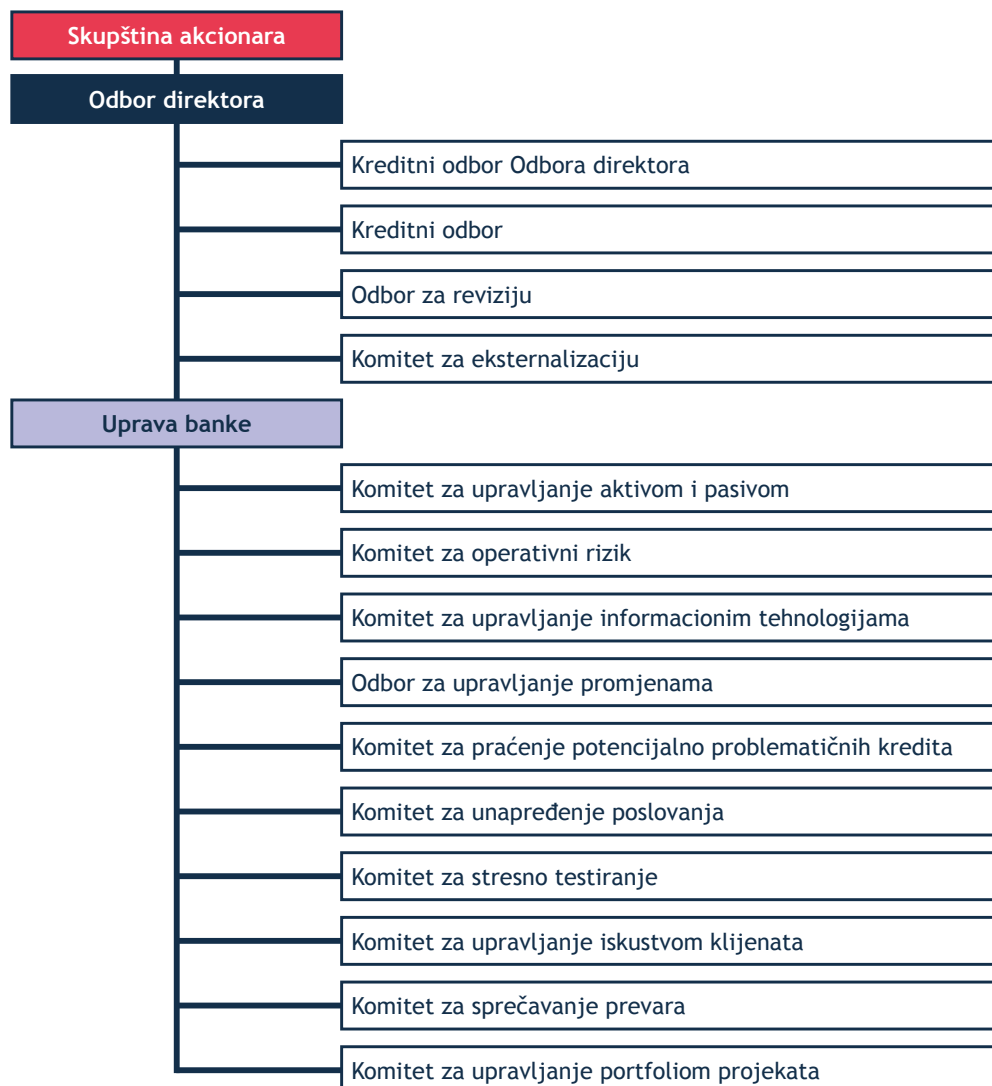 Skupština akcionara
Odbor direktora
Kreditni odbor Odbora direktora
Kreditni odbor
Odbor za reviziju
Komitet za eksternalizaciju
Uprava banke
Komitet za upravljanje aktivom i pasivom
Komitet za operativni rizik
Komitet za upravljanje informacionim tehnologijama
Odbor za upravljanje promjenama
Komitet za praćenje potencijalno problematičnih kredita
Komitet za unapređenje poslovanja
Komitet za stresno testiranje
Komitet za upravljanje iskustvom klijenata
Komitet za sprečavanje prevara
Komitet za upravljanje portfoliom projekata